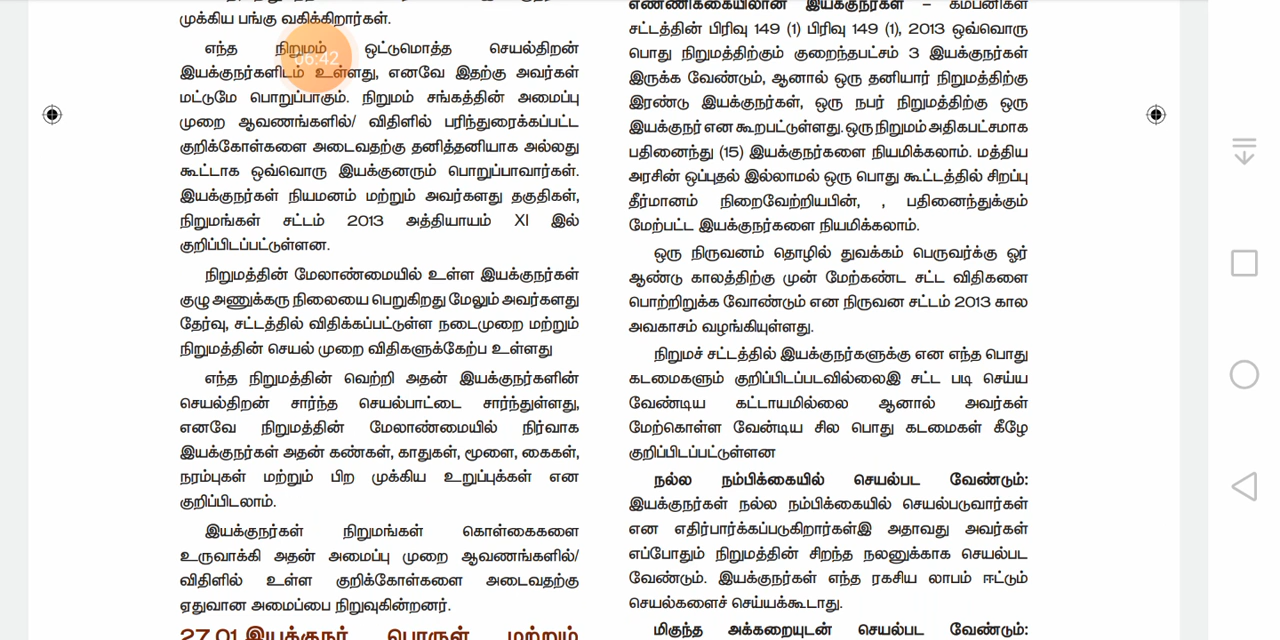 முக்கிய பங்கு வகிக்கிறார்கள்.
எந்த நிறுமம் ஒட்டுமொத்த செயல்திறன்
இயக்குநர்களிடம் உள்ளது, எனவே இதற்கு அவர்கள்
மட்டுமே பொறுப்பாகும். நிறுமம் சங்கத்தின் அமைப்பு
முறை ஆவணங்களில்/ விதிளில் பரிந்துரைக்கப்பட்ட
குறிக்கோள்களை அடைவதற்கு தனித்தனியாக அல்லது
கூட்டாக ஒவ்வொரு இயக்குனரும் பொறுப்பாவார்கள்.
இயக்குநர்கள் நியமனம் மற்றும் அவர்களது தகுதிகள்,
நிறுமங்கள் சட்டம் 2013 அத்தியாயம் XI இல்
குறிப்பிடப்பட்டுள்ளன.
நிறுமத்தின் மேலாண்மையில் உள்ள இயக்குநர்கள்
குழு அணுக்கரு நிலையை பெறுகிறது மேலும் அவர்களது
தேர்வு, சட்டத்தில் விதிக்கப்பட்டுள்ள நடைமுறை மற்றும்
நிறுமத்தின் செயல் முறை விதிகளுக்கேற்ப உள்ளது
எந்த நிறுமத்தின் வெற்றி அதன் இயக்குநர்களின்
செயல்திறன் சார்ந்த செயல்பாட்டை சார்ந்துள்ளது,
எனவே நிறுமத்தின் மேலாண்மையில் நிர்வாக
இயக்குநர்கள் அதன் கண்கள், காதுகள், மூளை, கைகள்,
நரம்புகள் மற்றும் பிற முக்கிய உறுப்புக்கள் என
குறிப்பிடலாம்.
இயக்குநர்கள் நிறுமங்கள் கொள்கைகளை
உருவாக்கி அதன் அமைப்பு முறை ஆவணங்களில்/
விதிளில் உள்ள குறிக்கோள்களை அடைவதற்கு
ஏதுவான அமைப்பை நிறுவுகின்றனர்.
27.01 இயக்குநர் பொருள் மற்றும்
எண்ணிக்கையிலான இயக்குநர்கள் – கம்பனிகள்
சட்டத்தின் பிரிவு 149 (1) பிரிவு 149 (1), 2013 ஒவ்வொரு
பொது நிறுமத்திற்கும் குறைந்தபட்சம் 3 இயக்குநர்கள்
இருக்க வேண்டும், ஆனால் ஒரு தனியார் நிறுமத்திற்கு
இரண்டு இயக்குநர்கள், ஒரு நபர் நிறுமத்திற்கு ஒரு
இயக்குநர் என கூறபட்டுள்ளது. ஒரு நிறுமம் அதிகபட்சமாக
பதினைந்து (15) இயக்குநர்களை நியமிக்கலாம். மத்திய
அரசின் ஒப்புதல் இல்லாமல் ஒரு பொது கூட்டத்தில் சிறப்பு
தீர்மானம் நிறைவேற்றியபின், , பதினைந்துக்கும்
மேற்பட்ட இயக்குநர்களை நியமிக்கலாம்.
ஒரு நிருவனம் தொழில் துவக்கம் பெருவர்க்கு ஓர்
ஆண்டு காலத்திற்கு முன் மேற்கண்ட சட்ட விதிகளை
பொற்றிறுக்க வோண்டும் என நிருவன சட்டம் 2013 கால
அவகாசம் வழங்கியுள்ளது.
நிறுமச் சட்டத்தில் இயக்குநர்களுக்கு என எந்த பொது
கடமைகளும் குறிப்பிடப்படவில்லைஇ சட்ட படி செய்ய
வேண்டிய கட்டாயமில்லை ஆனால் அவர்கள்
மேற்கொள்ள வேன்டிய சில பொது கடமைகள் கீழே
குறிப்பிடப்பட்டுள்ளன
நல்ல நம்பிக்கையில் செயல்பட வேண்டும்:
இயக்குநர்கள் நல்ல நம்பிக்கையில் செயல்படுவார்கள்
என எதிர்பார்க்கப்படுகிறார்கள்இ அதாவது அவர்கள்
எப்போதும் நிறுமத்தின் சிறந்த நலனுக்காக செயல்பட
வேண்டும். இயக்குநர்கள் எந்த ரகசிய லாபம் ஈட்டும்
செயல்களைச் செய்யக்கூடாது.
மிகுந்த அக்கறையுடன் செயல்பட வேண்டும்:
06:42